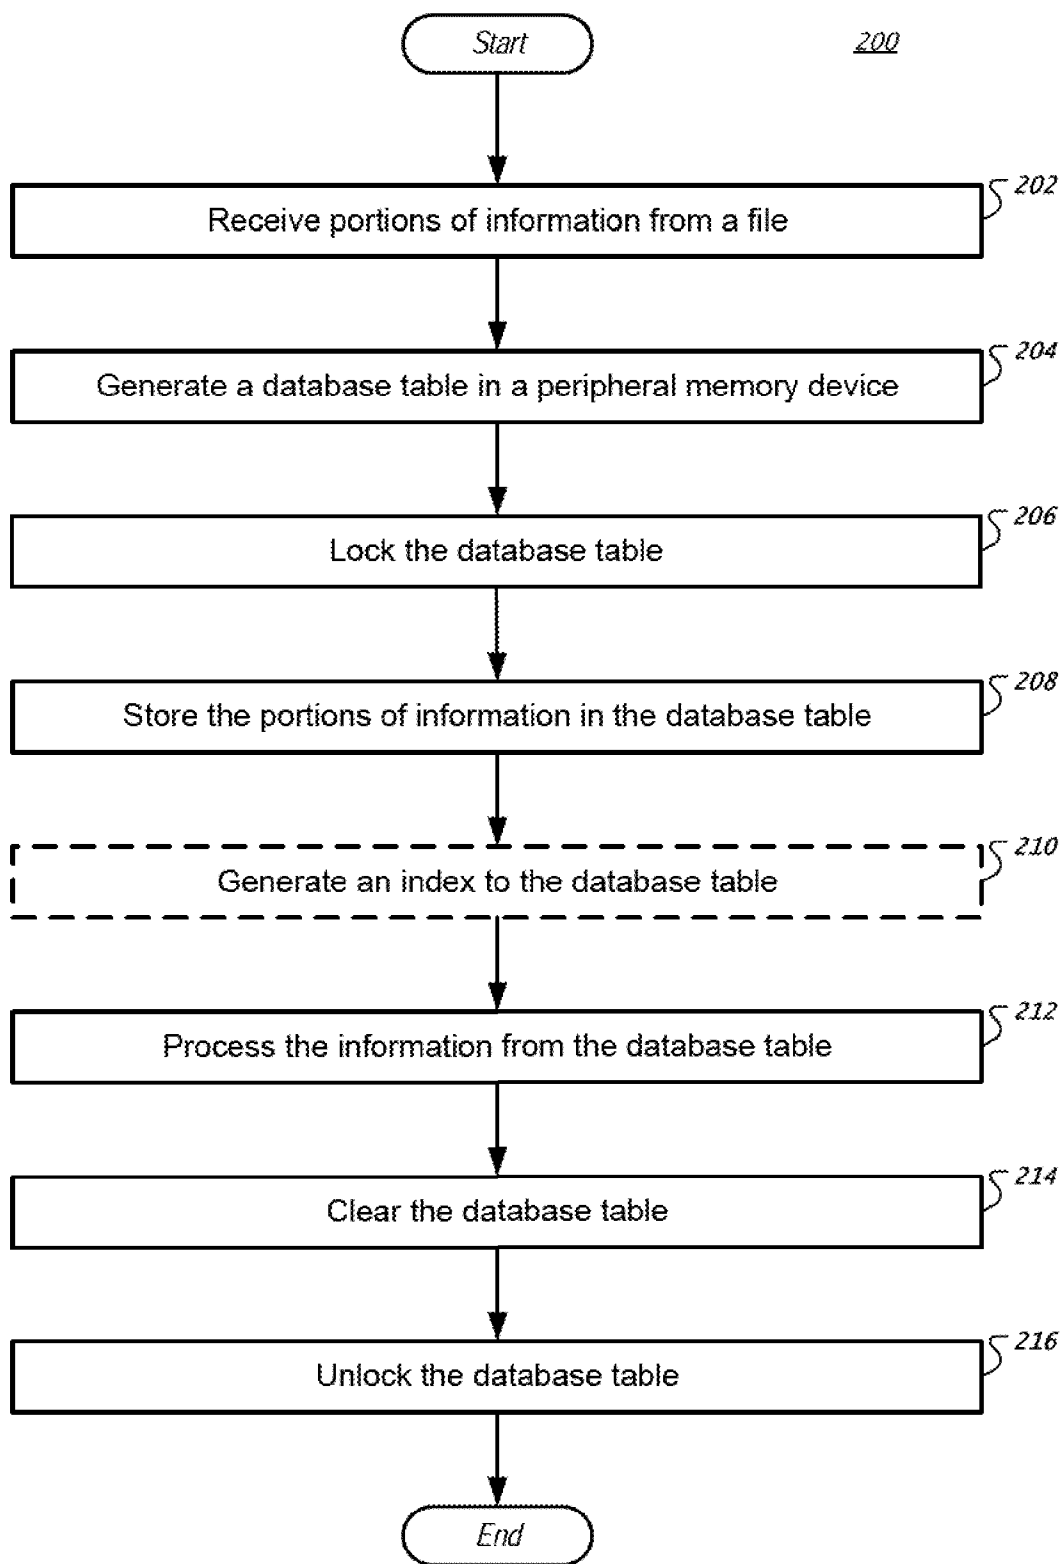 Start
200
202
Receive portions of information from a file
204
Generate a database table in a peripheral memory device
206
Lock the database table
208
Store the portions of information in the database table
210
Generate an index to the database table
212
Process the information from the database table
214
Clear the database table
216
Unlock the database table
End